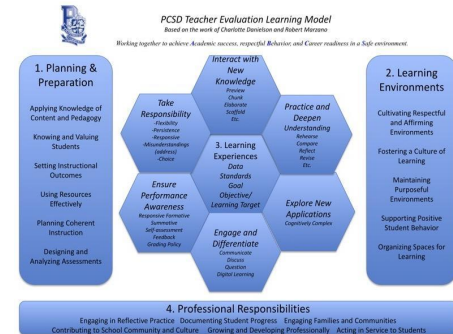 PCSD Teacher Evaluation Learning Model
Based on the work of Charlotte Danielson and Robert Marzano
Working together to achieve Academic success, respectful Behavior, and Career readiness in a Safe environment.
1. Planning &
Preparation
Applying Knowledge of
Content and Pedagogy
Knowing and Valuing
Students
Setting Instructional
Outcomes
Using Resources
Effectively
Planning Coherent
Instruction
Designing and
Analyzing Assessments
Interact with
New
Knowledge
Preview
Chunk
Elaborate
Scaffold
Etc.
Take
Responsibility
-Flexibility
-Persistence
-Responsive
-Misunderstandings
(address)
-Choice
Practice and
Deepen
Understanding
Rehearse
Compare
Reflect
Revise
Etc.
3. Learning
Experiences
Data
Standards
Goal
Objective/
Learning Target
Ensure
Performance
Awareness
Responsive Formative
Summative
Self-assessment
Feedback
Grading Policy
Explore New
Applications
Cognitively Complex
Engage and
Differentiate
Communicate
Discuss
Question
Digital Learning
2. Learning
Environments
Cultivating Respectful
and Affirming
Environments
Fostering a Culture of
Learning
Maintaining
Purposeful
Environments
Supporting Positive
Student Behavior
Organizing Spaces for
Learning
4. Professional Responsibilities
Engaging in Reflective Practice Documenting Student Progress Engaging Families and Communities
Contributing to School Community and Culture Growing and Developing Professionally Acting in Service to Students